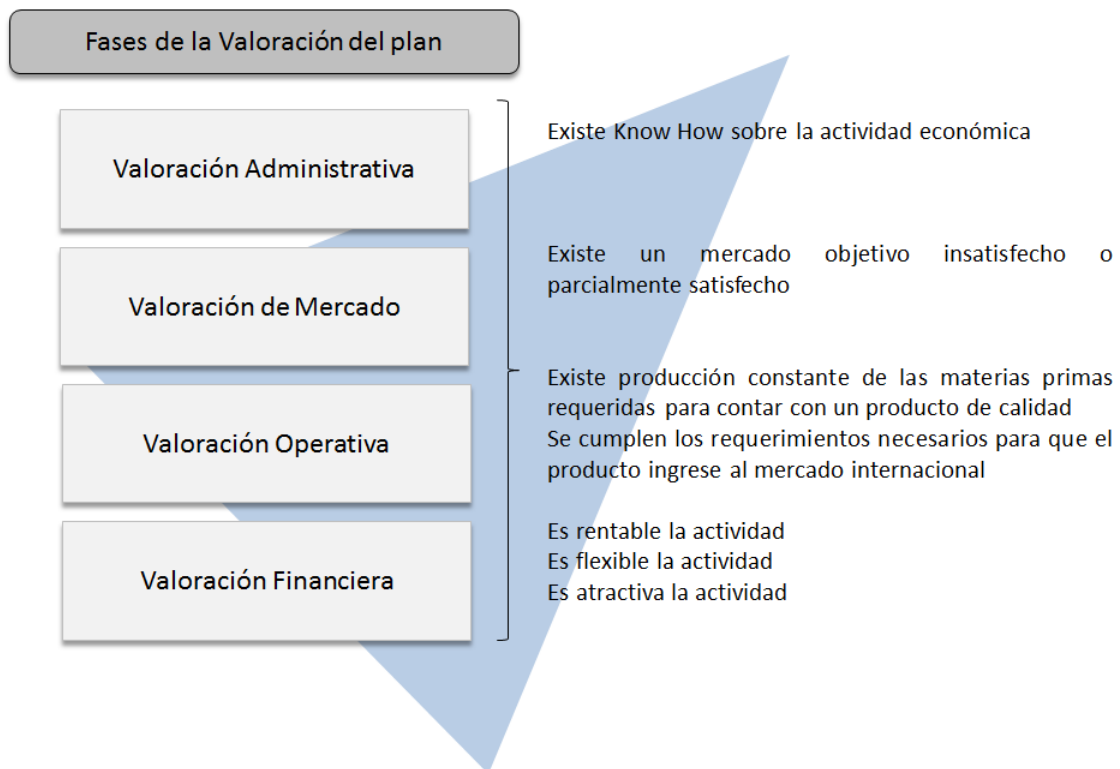 Fases de la Valoración del plan
Valoración Administrativa
Existe Know How sobre la actividad económica
Valoración de Mercado
Existe un mercado objetivo insatisfecho o
parcialmente satisfecho
Valoración Operativa
Existe producción constante de las materias primas
requeridas para contar con un producto de calidad
Se cumplen los requerimientos necesarios para que el
producto ingrese al mercado internacional
Valoración Financiera
Es rentable la actividad
Es flexible la actividad
Es atractiva la actividad